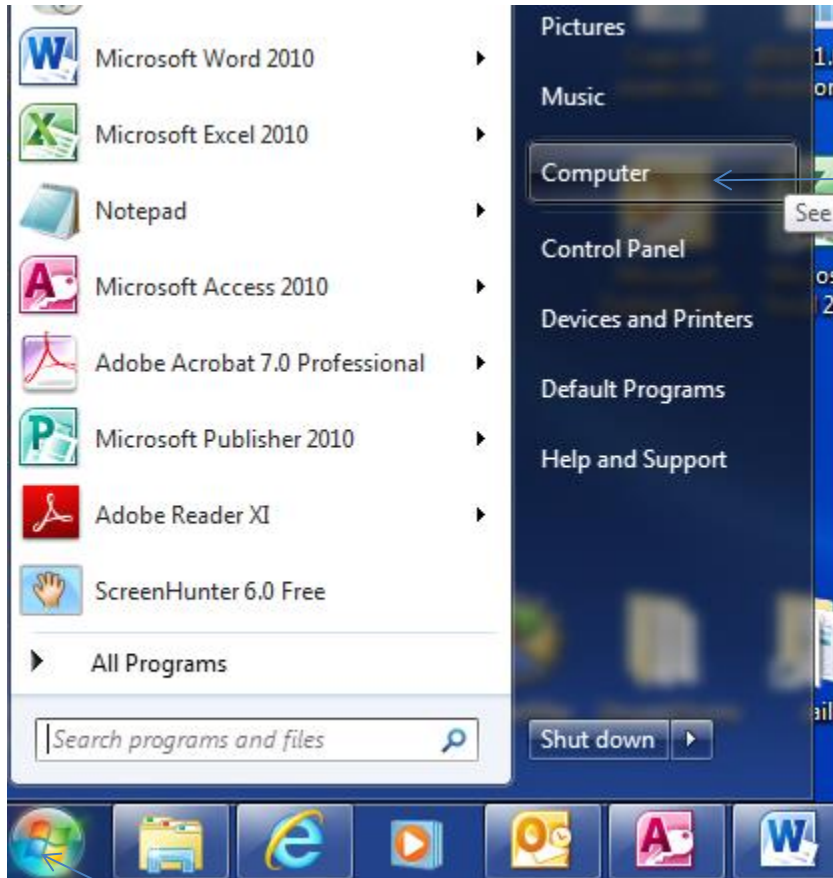 Microsoft Word 2010
Microsoft Excel 2010
Notepad
Microsoft Access 2010
Adobe Acrobat 7.0 Professional
Microsoft Publisher 2010
Adobe Reader XI
ScreenHunter 6.0 Free
All Programs
Search programs and files
Pictures
Music
Computer
See
Control Panel
Devices and Printers
Default Programs
Help and Support
Shut down